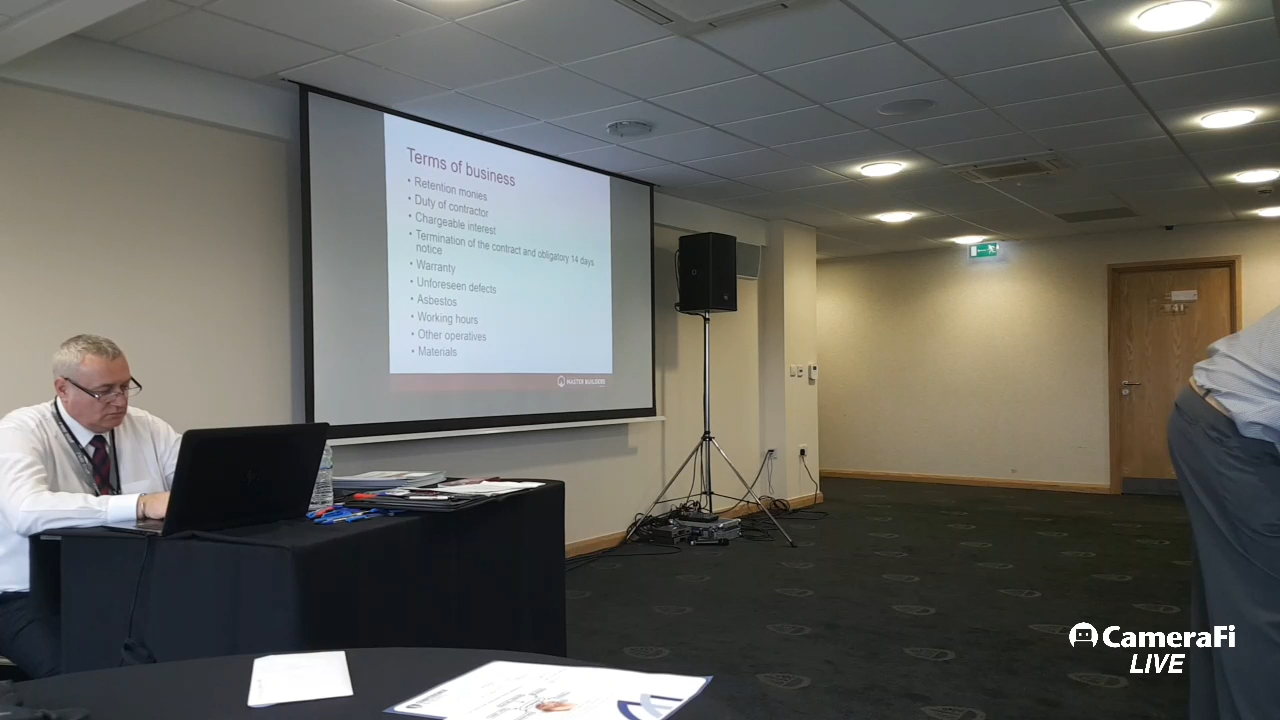 Terms of business
• Retention monies
• Duty of contractor
• Chargeable interest
• Termination of the contract and obligatory 14 days
notice
• Warranty
• Unforeseen defects
• Asbestos
• Working hours
• Other operatives
• Materials
MASTER BUILDERS
CameraFi
LIVE